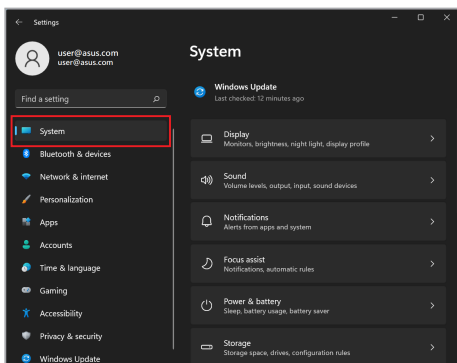 Settings
user@asus.com
user@asus.com
Find a setting
System
Bluetooth & devices
Network & internet
Personalization
Apps
Accounts
Time & language
Gaming
Accessibility
Privacy & security
Windows Update
System
Windows Update
Last checked: 12 minutes ago
Display
Monitors, brightness, night light, display profile
Sound
Volume levels, output, input, sound devices
Notifications
Alerts from apps and system
Focus assist
Notifications, automatic rules
Power & battery
Sleep, battery usage, battery saver
Storage
Storage space, drives, configuration rules